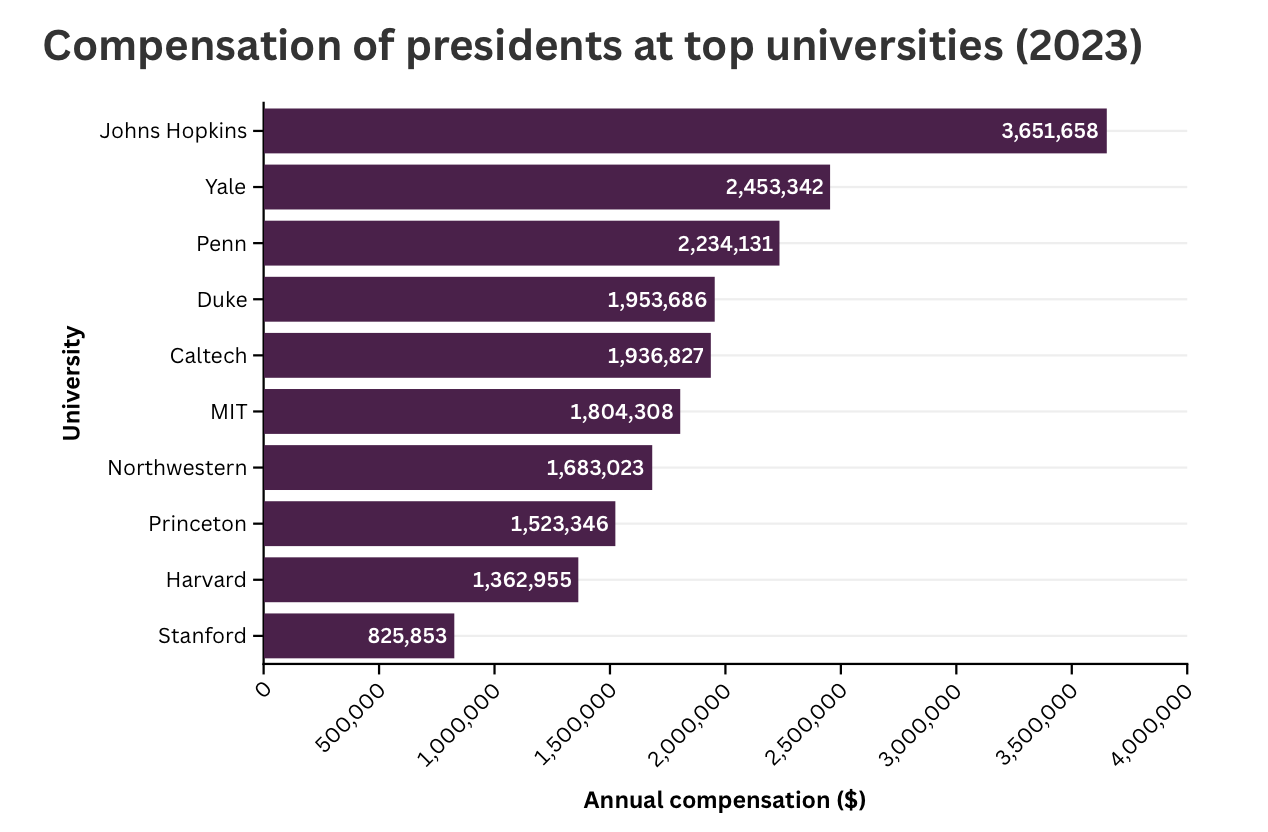 Compensation of presidents at top universities (2023)
University
Johns Hopkins 3,651,658
Yale 2,453,342
Penn 2,234,131
Duke 1,953,686
Caltech 1,936,827
MIT 1,804,308
Northwestern 1,683,023
Princeton 1,523,346
Harvard 1,362,955
Stanford 825,853
0 500,000 1,000,000 1,500,000 2,000,000 2,500,000 3,000,000 3,500,000 4,000,000
Annual compensation ($)